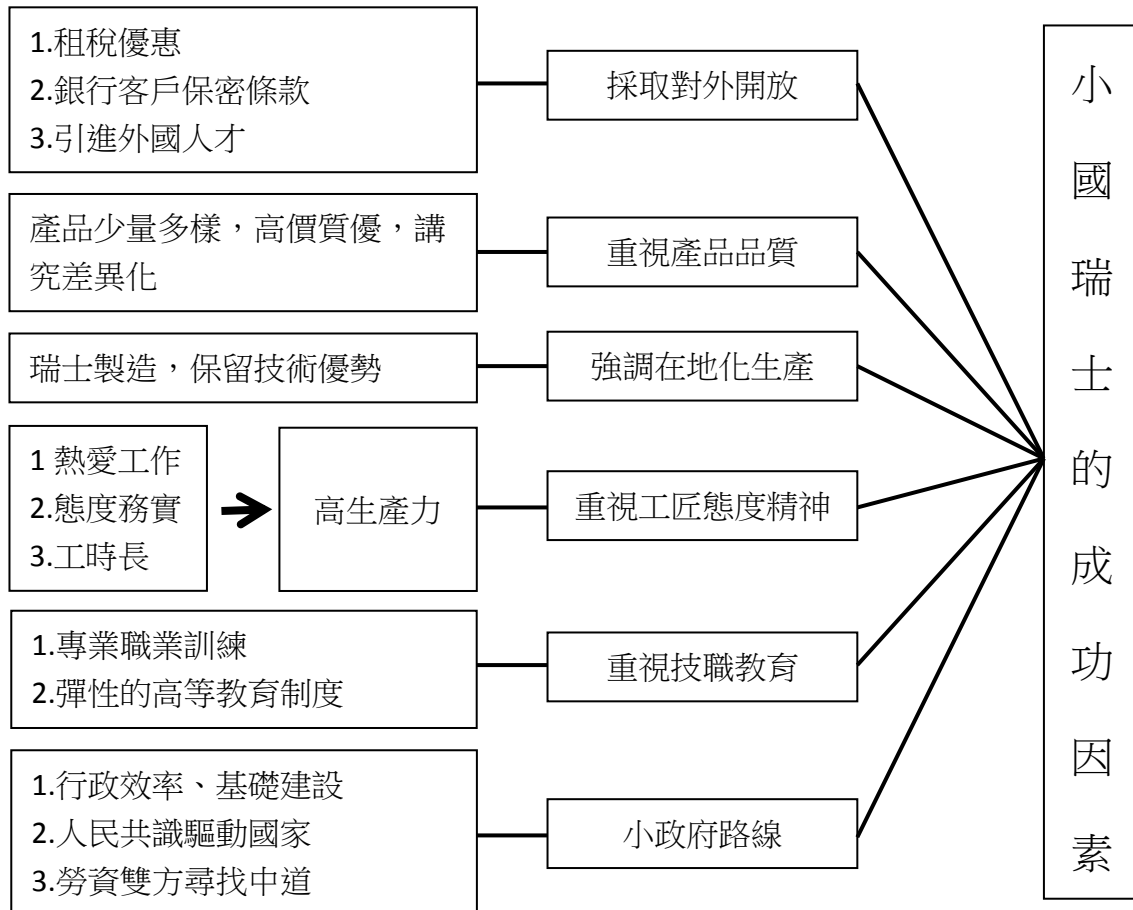 1.租稅優惠
2.銀行客戶保密條款
3.引進外國人才
採取對外開放
產品少量多樣，高價質優，講
究差異化
重視產品品質
瑞士製造，保留技術優勢
強調在地化生產
1 熱愛工作
2.態度務實
3.工時長
高生產力
重視工匠態度精神
1.專業職業訓練
2.彈性的高等教育制度
重視技職教育
1.行政效率、基礎建設
2.人民共識驅動國家
3.勞資雙方尋找中道
小政府路線
小國瑞士的成功因素